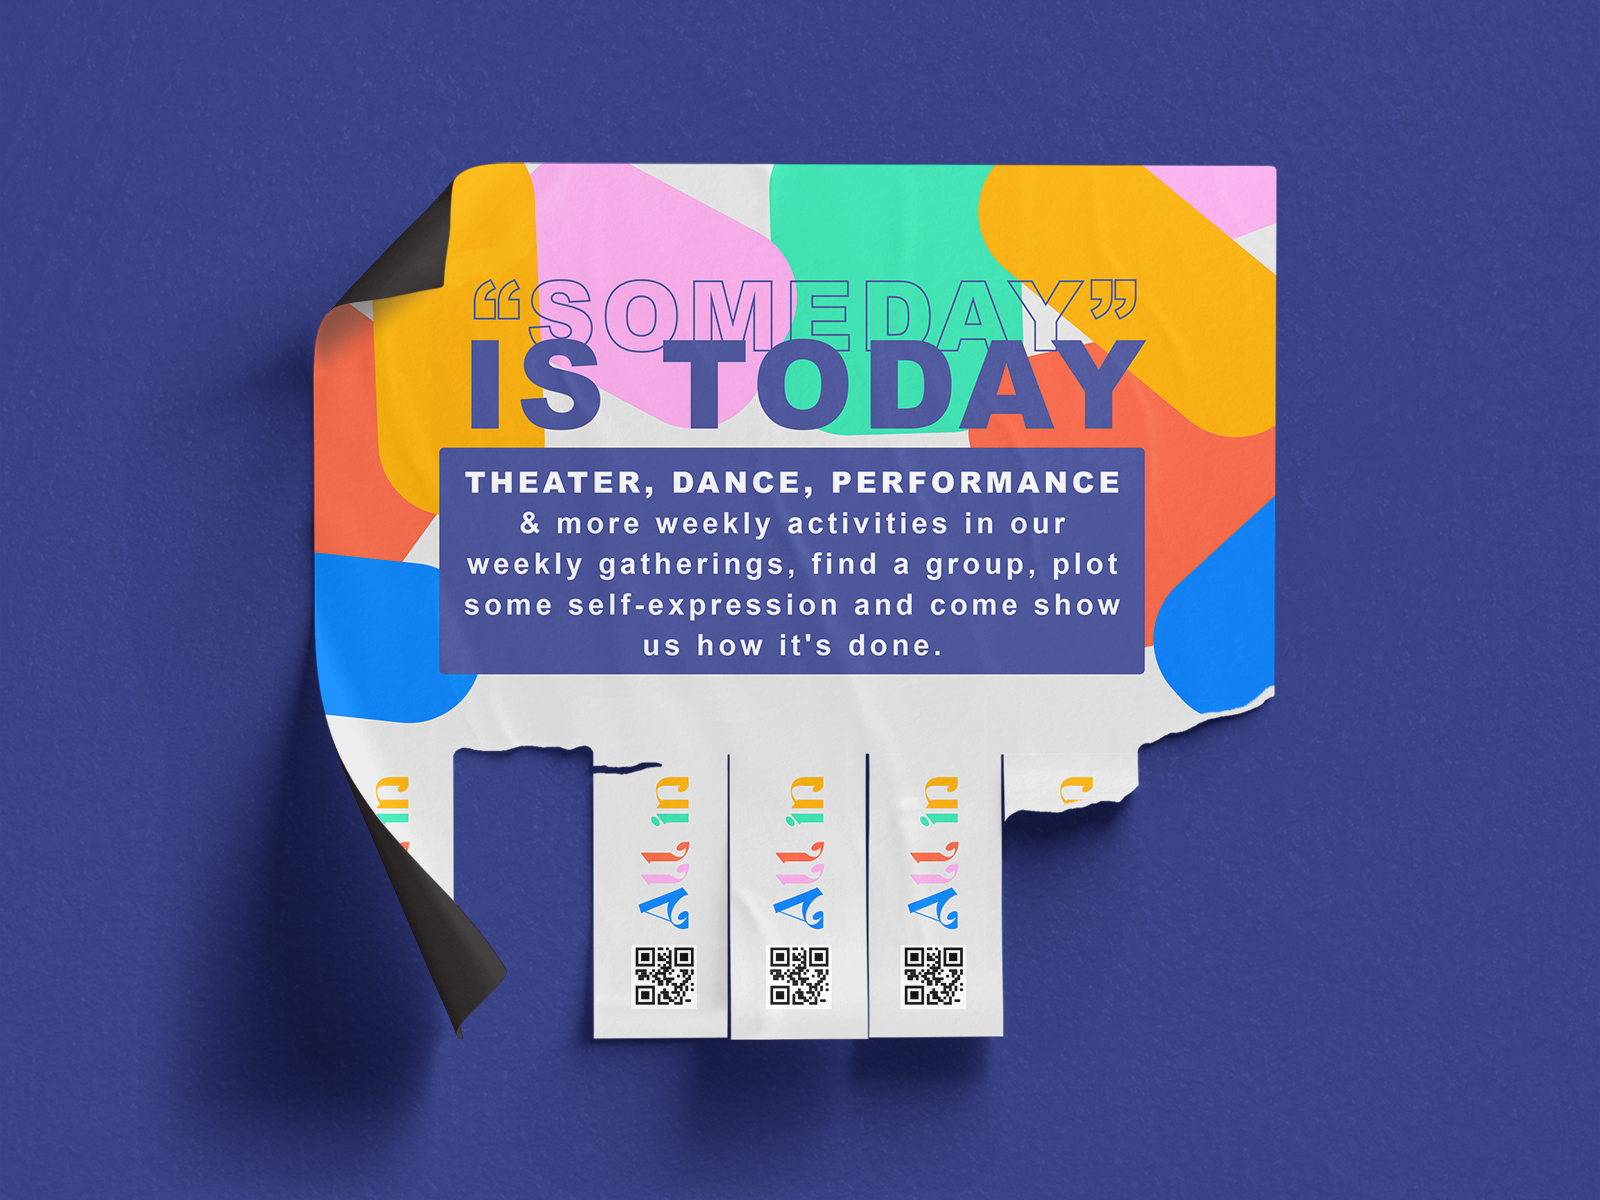 “SOMEDAY”
IS TODAY
THEATER, DANCE, PERFORMANCE
& more weekly activities in our
weekly gatherings, find a group, plot
some self-expression and come show
us how it's done.
in
All in
All in
All in